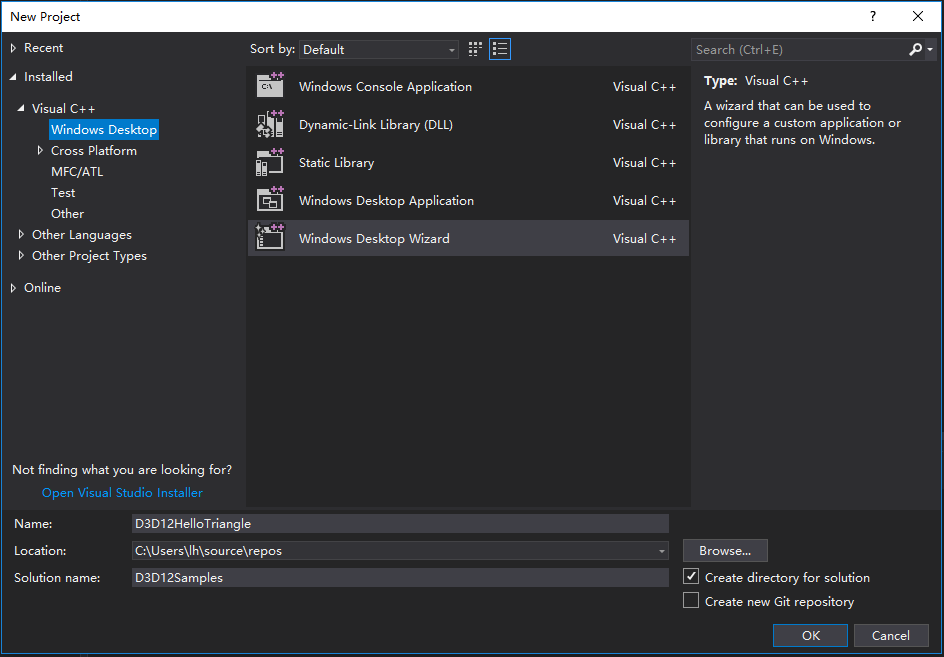 New Project
?
Recent
Installed
Visual C++
Windows Desktop
Cross Platform
MFC/ATL
Test
Other
Other Languages
Other Project Types
Online
Not finding what you are looking for?
Open Visual Studio Installer
Sort by: Default
Windows Console Application Visual C++
Dynamic-Link Library (DLL) Visual C++
Static Library Visual C++
Windows Desktop Application Visual C++
Windows Desktop Wizard Visual C++
Search (Ctrl+E)
Type: Visual C++
A wizard that can be used to
configure a custom application or
library that runs on Windows.
Name: D3D12HelloTriangle
Location: C:\Users\lh\source\repos
Browse...
Solution name: D3D12Samples
Create directory for solution
Create new Git repository
OK
Cancel